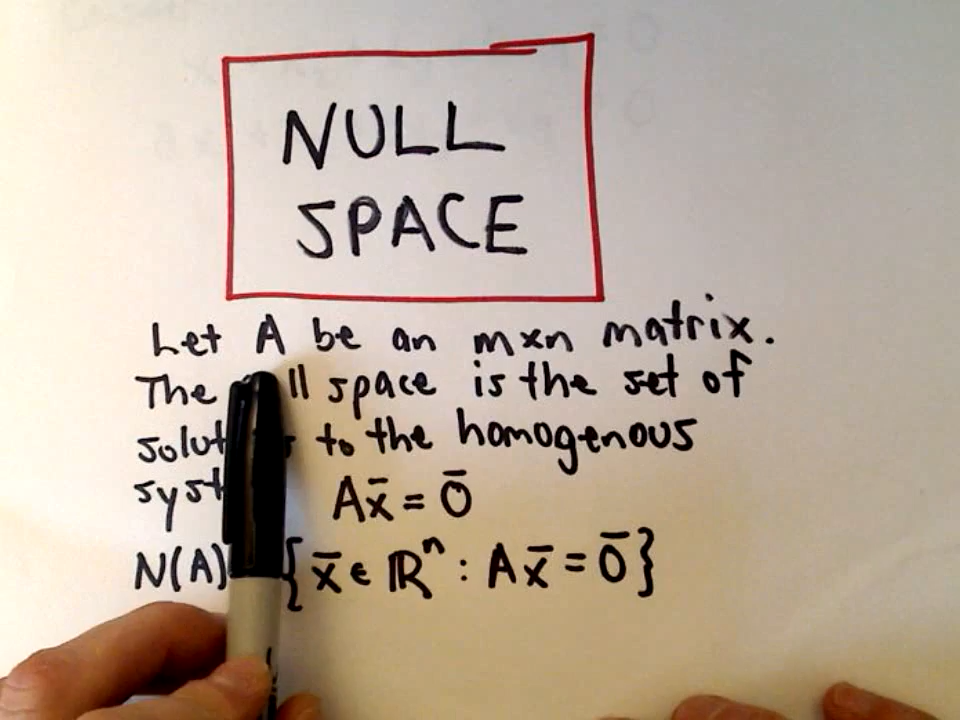 NULL
SPACE
Let A be an mxn matrix.
The ll space is the set of
solut s to the homogenous
syst Ax̄ = 0̄
N(A) { x̄ ∈ ℝⁿ : Ax̄ = 0̄ }